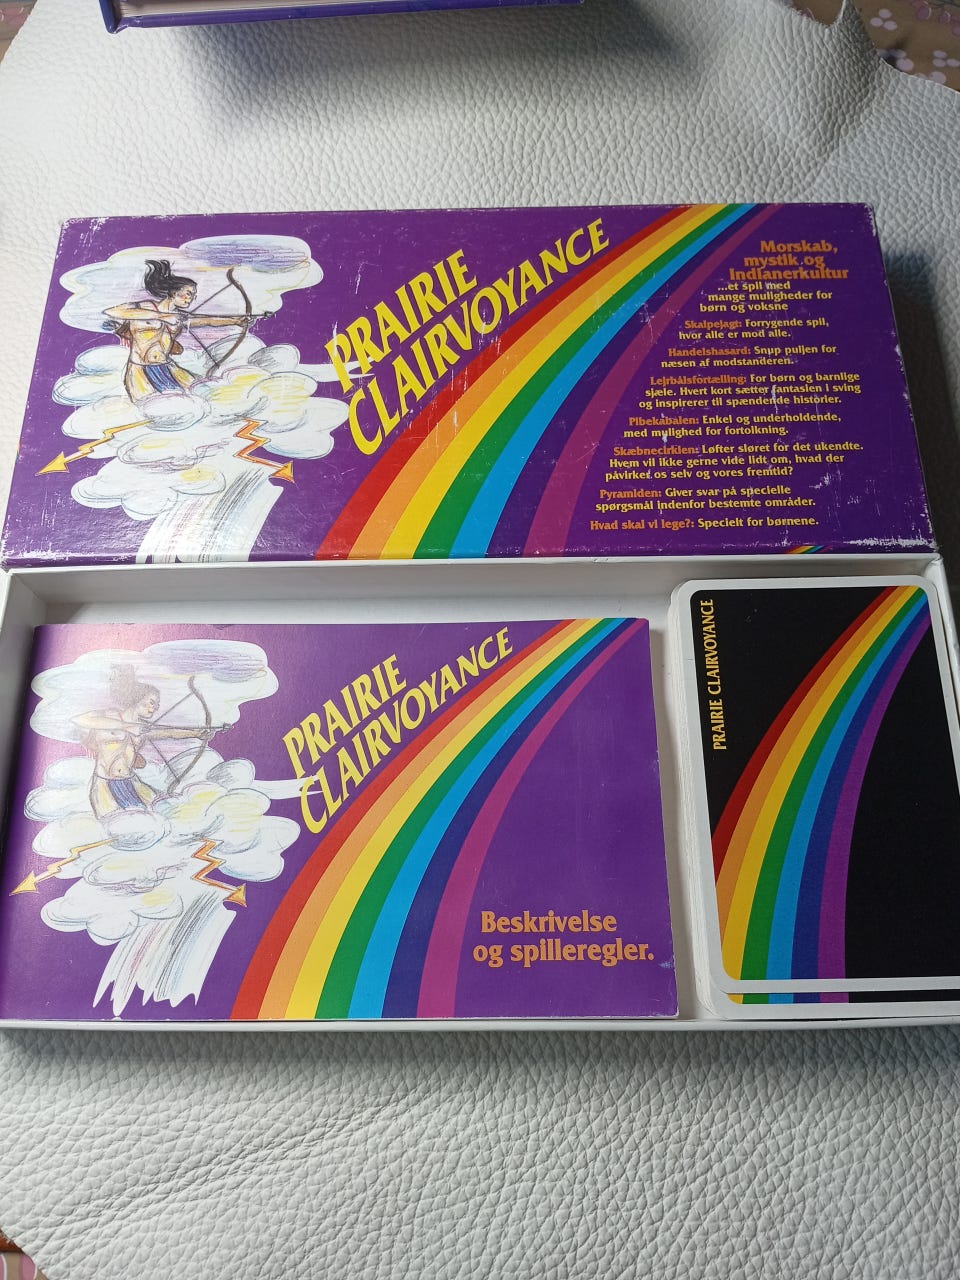 PRAIRIE
CLAIRVOYANCE
Morskab,
mystik og
Indianerkultur
...et spil med
mange muligheder for
børn og voksne
Skalpejagt: Forrygende spil,
hvor alle er mod alle.
Handelshasard: Snup puljen for
næsen af modstanderen.
Lejrbålsfortælling: For børn og barnlige
sjæle. Hvert kort sætter fantasien i sving
og inspirerer til spændende historier.
Pibekabalen: Enkel og underholdende,
med mulighed for fortolkning.
Skæbnecirklen: Løfter sløret for det ukendte.
Hvem vil ikke gerne vide lidt om, hvad der
påvirker os selv og vores fremtid?
Pyramiden: Giver svar på specielle
spørgsmål indenfor bestemte områder.
Hvad skal vi lege?: Specielt for børnene.
PRAIRIE
CLAIRVOYANCE
Beskrivelse
og spilleregler.
PRAIRIE CLAIRVOYANCE